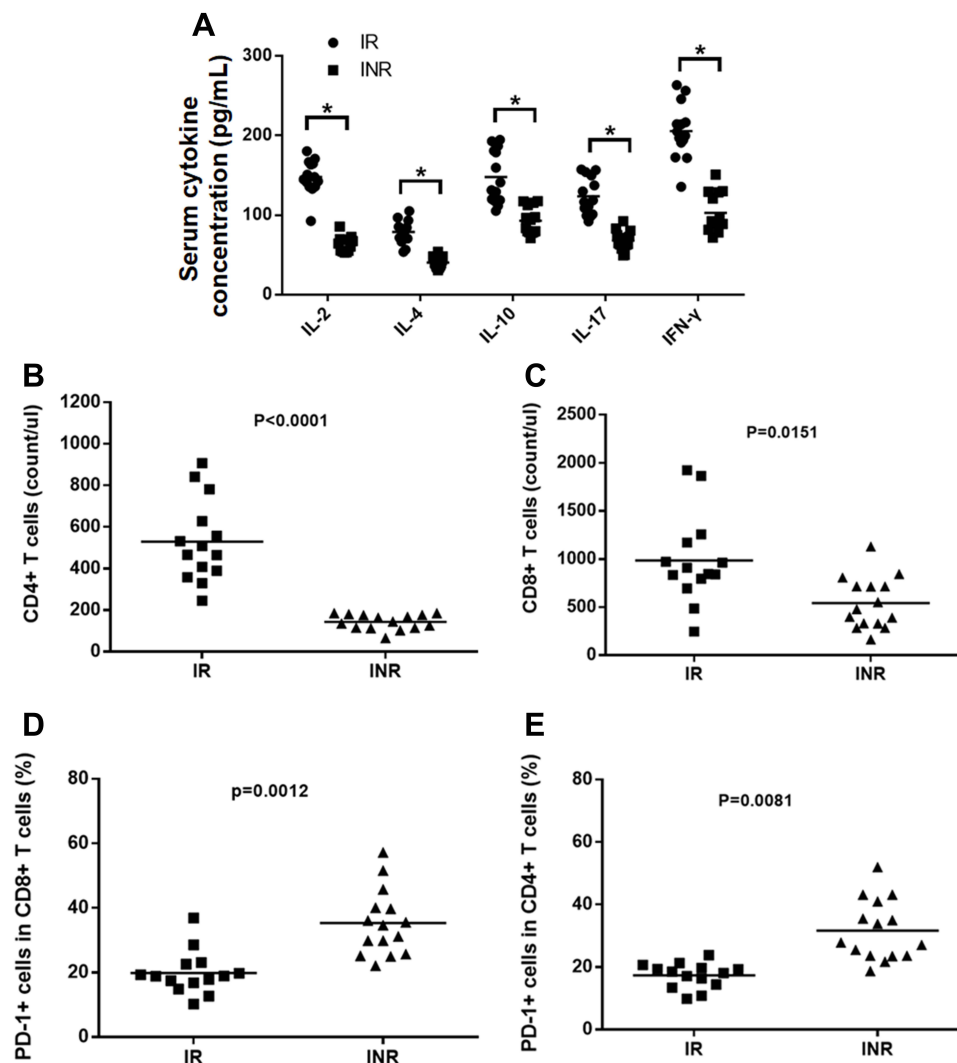 A
IR
INR
Serum cytokine
concentration (pg/mL)
300
200
100
0
*
*
*
*
*
IL-2
IL-4
IL-10
IL-17
IFN-γ
B
CD4+ T cells (count/ul)
1200
1000
800
600
400
200
0
P<0.0001
IR
INR
C
CD8+ T cells (count/ul)
2500
2000
1500
1000
500
0
P=0.0151
IR
INR
D
PD-1+ cells in CD8+ T cells (%)
80
60
40
20
0
p=0.0012
IR
INR
E
PD-1+ cells in CD4+ T cells (%)
80
60
40
20
0
P=0.0081
IR
INR